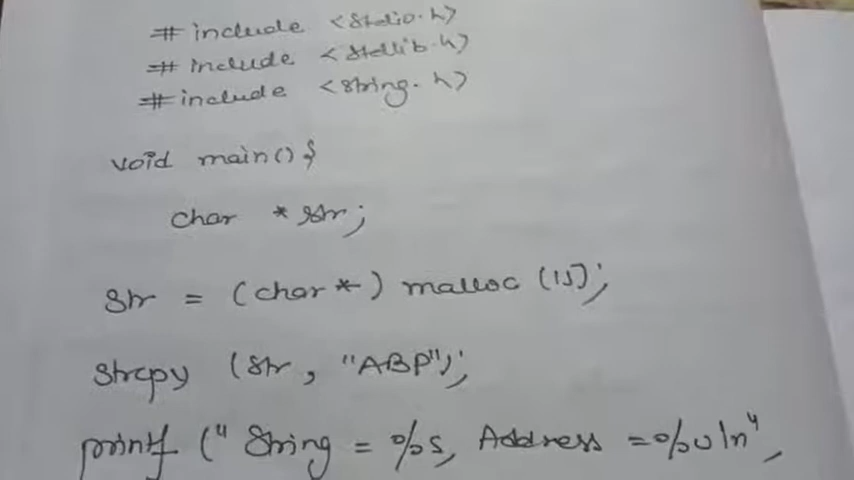 # include <stdio.h>
# include <stdlib.h>
# include <string.h>
void main() {
char * str;
str = (char*) malloc (15);
strcpy (str, "ABP");
printf (" String = %s, Address = %u \n",